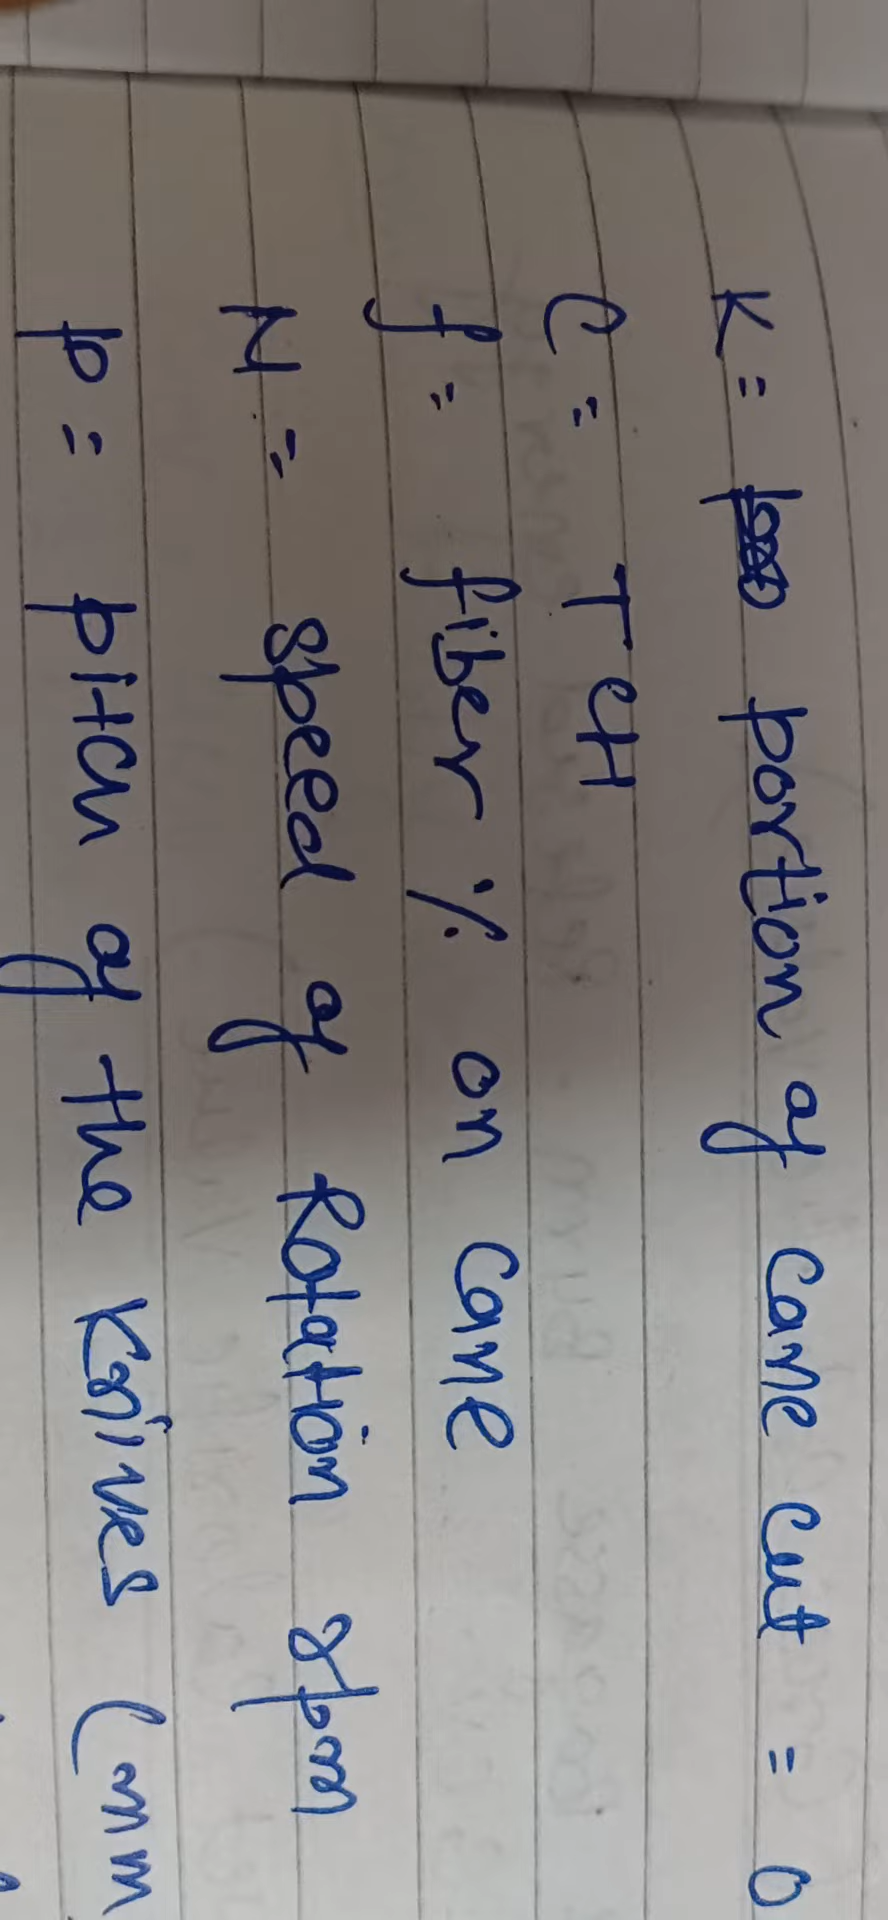 K = portion of cane cut = 0
C = TCH
f = fiber % on cane
N = speed of Rotation rpm
p = pitch of the Knives (mm